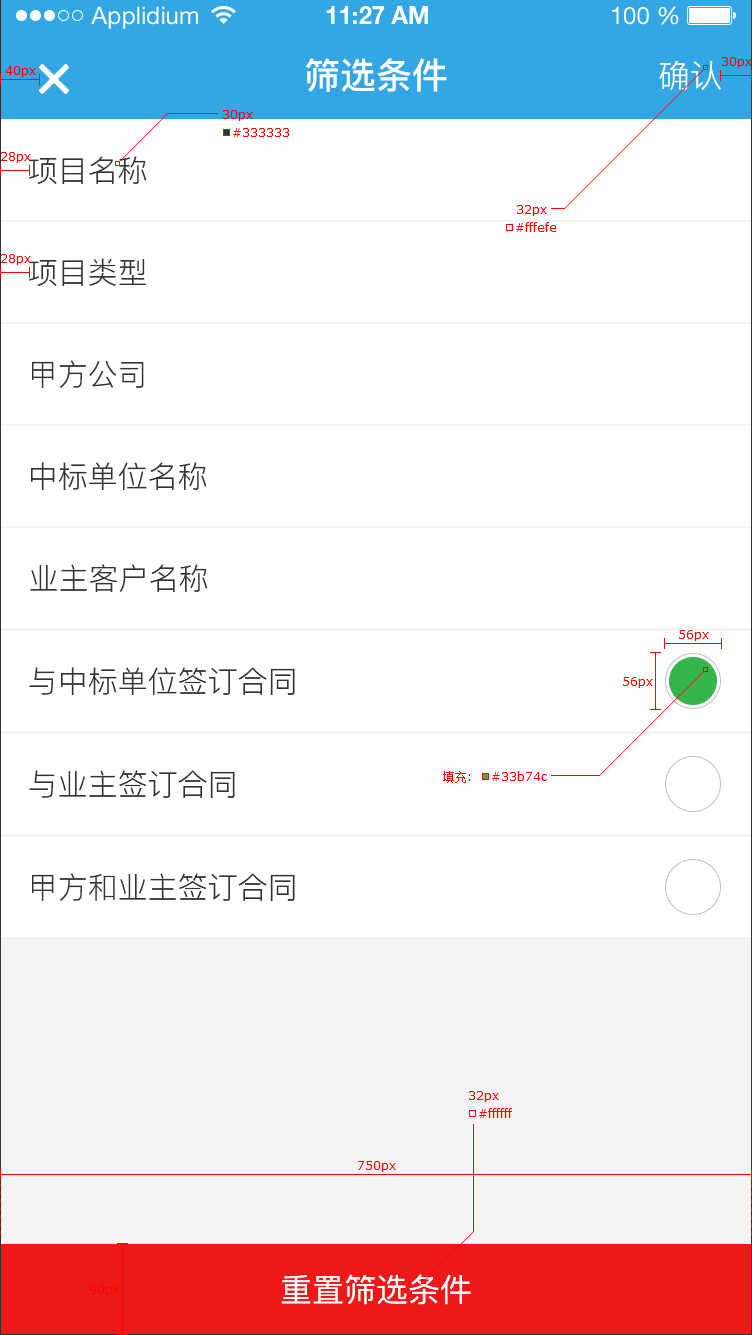 Applidium 11:27 AM 100 %
40px 筛选条件 确认 30px
30px
#333333
28px 项目名称
32px
#fffefe
28px 项目类型
甲方公司
中标单位名称
业主客户名称
56px
与中标单位签订合同 56px
填充: #33b74c
与业主签订合同
甲方和业主签订合同
32px
#ffffff
750px
90px 重置筛选条件